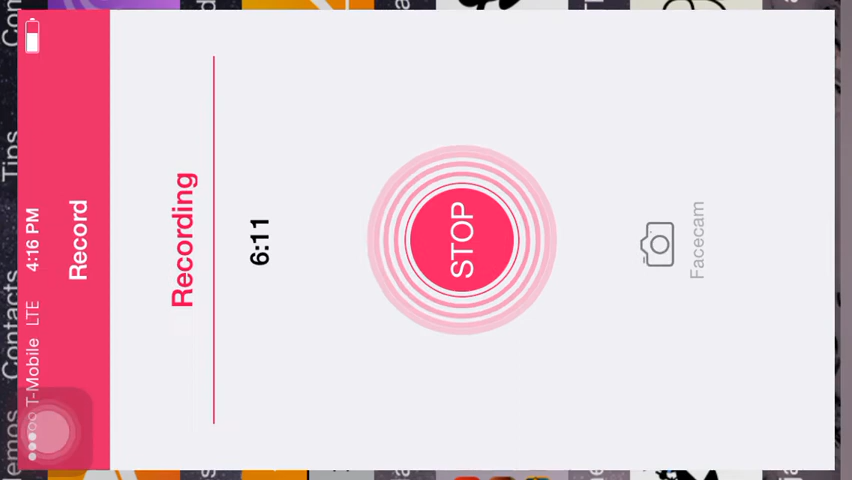 T-Mobile LTE 4:16 PM
Record
Recording
6:11
STOP
Facecam
Contacts
Tips